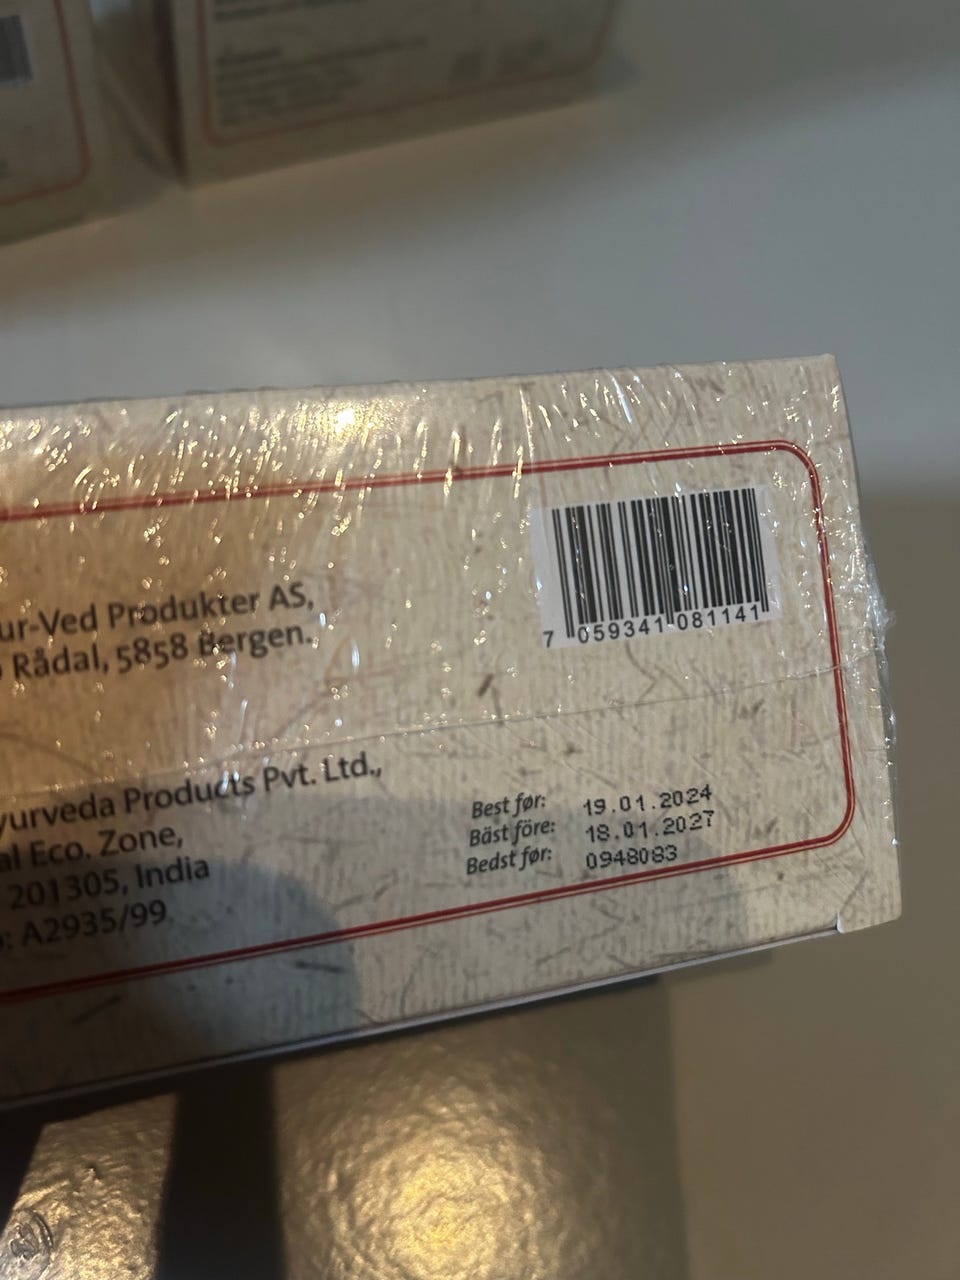 ur-Ved Produkter AS,
Rådal, 5858 Bergen.
7 059341 081141
yurveda Products Pvt. Ltd.,
al Eco. Zone,
201305, India
: A2935/99
Best før: 19.01.2024
Bäst före: 18.01.2027
Bedst før: 0948083